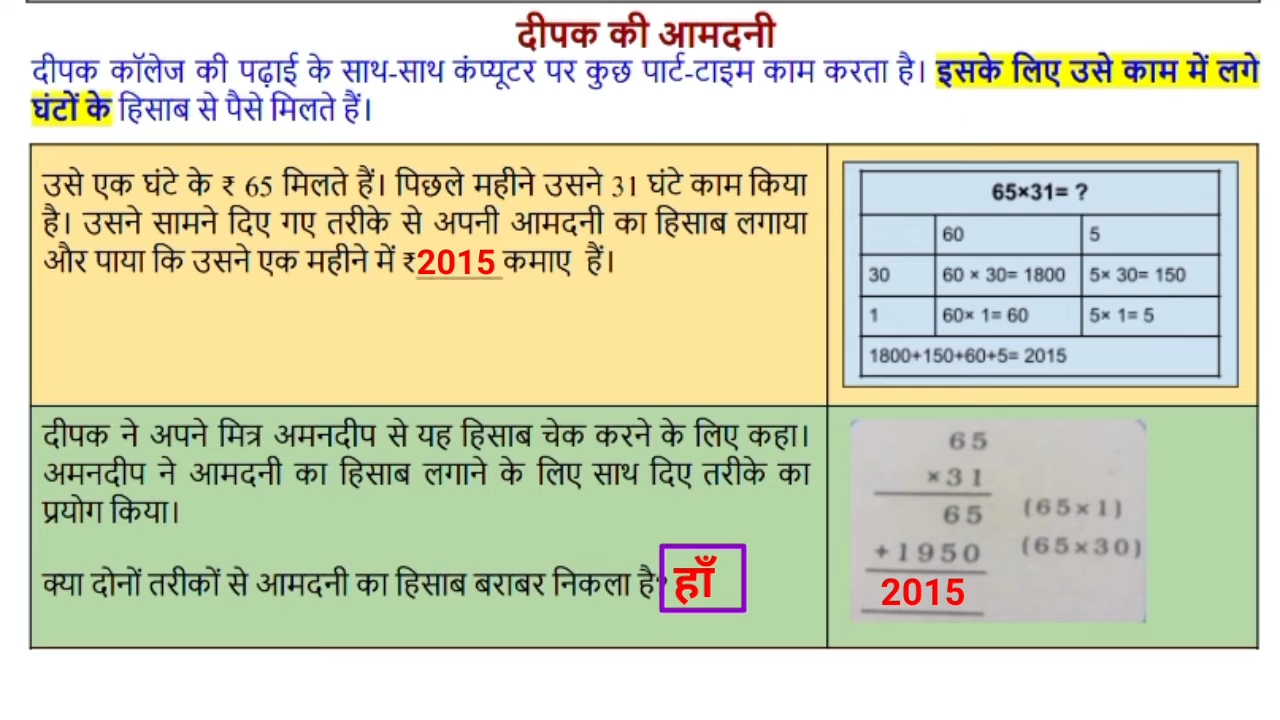 दीपक की आमदनी
दीपक कॉलेज की पढ़ाई के साथ-साथ कंप्यूटर पर कुछ पार्ट-टाइम काम करता है। इसके लिए उसे काम में लगे
घंटों के हिसाब से पैसे मिलते हैं।
उसे एक घंटे के ₹ 65 मिलते हैं। पिछले महीने उसने 31 घंटे काम किया
है। उसने सामने दिए गए तरीके से अपनी आमदनी का हिसाब लगाया
और पाया कि उसने एक महीने में ₹2015 कमाए हैं।
65×31= ?
60 5
30 60 × 30= 1800 5× 30= 150
1 60× 1= 60 5× 1= 5
1800+150+60+5= 2015
दीपक ने अपने मित्र अमनदीप से यह हिसाब चेक करने के लिए कहा।
अमनदीप ने आमदनी का हिसाब लगाने के लिए साथ दिए तरीके का
प्रयोग किया।
क्या दोनों तरीकों से आमदनी का हिसाब बराबर निकला है? हाँ
65
×31
65 (65×1)
+1950 (65×30)
2015